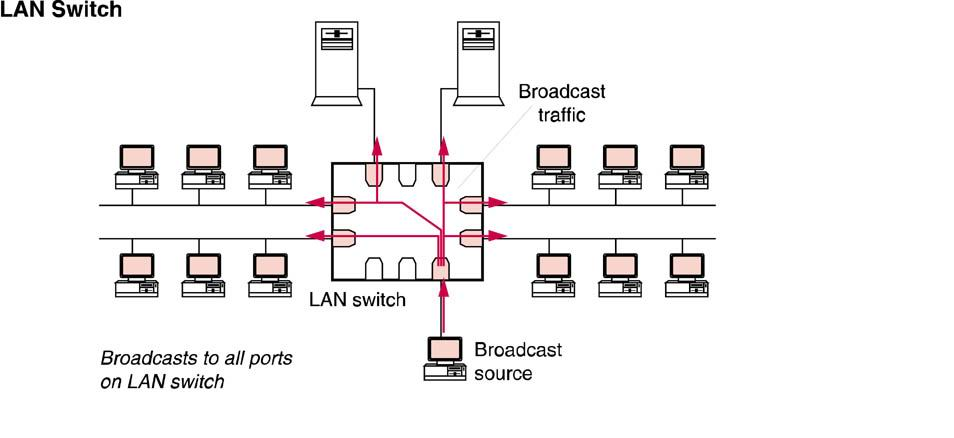 LAN Switch
Broadcast
traffic
LAN switch
Broadcasts to all ports
on LAN switch
Broadcast
source